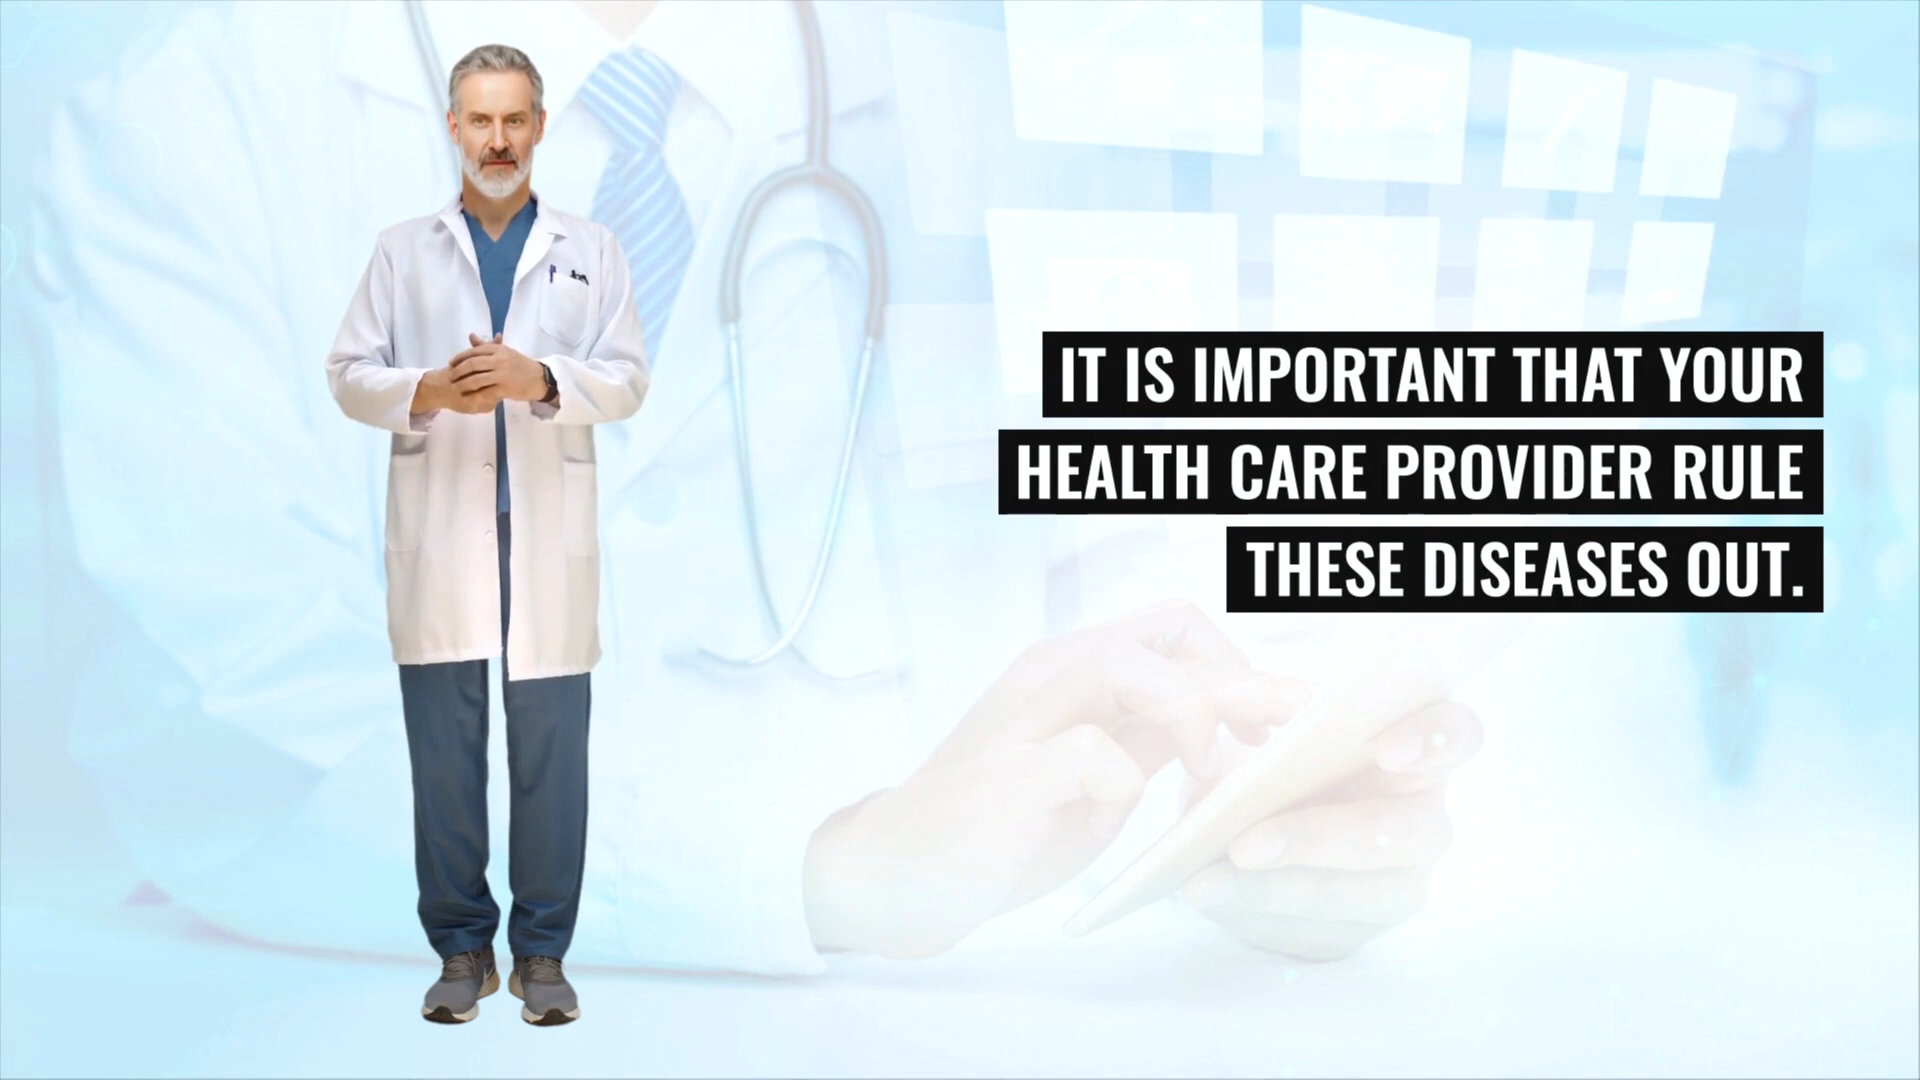 IT IS IMPORTANT THAT YOUR
HEALTH CARE PROVIDER RULE
THESE DISEASES OUT.